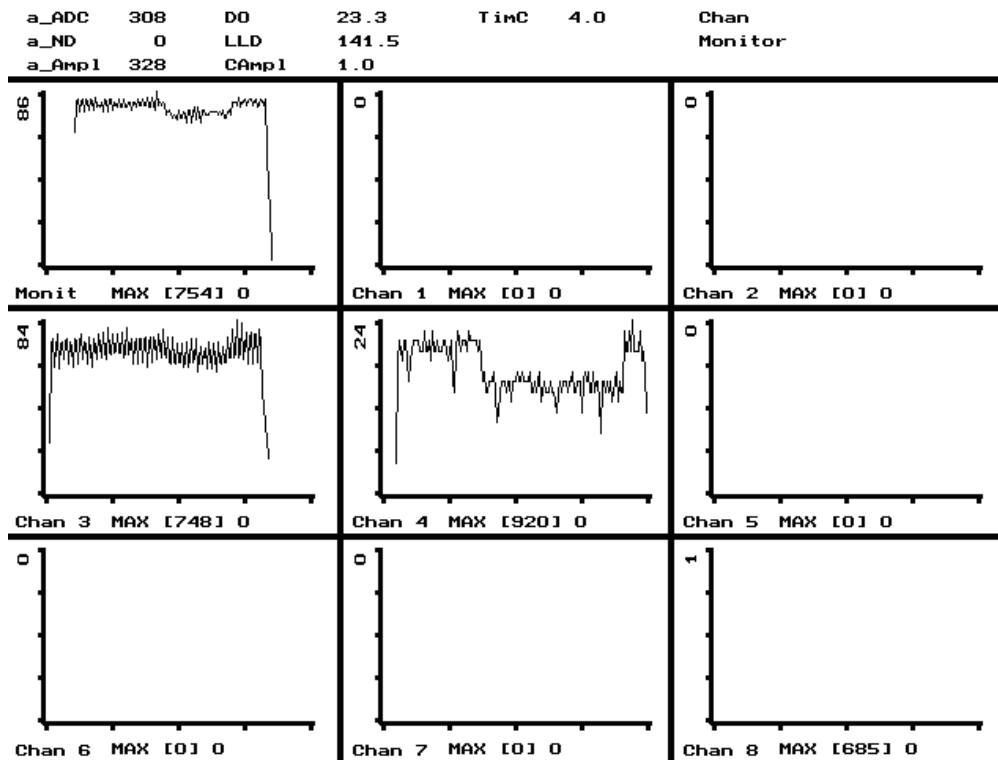 a_ADC 308 DO 23.3 TimC 4.0 Chan
a_ND 0 LLD 141.5 Monitor
a_Ampl 328 CAmpl 1.0
86
0
0
Monit MAX [754] 0
Chan 1 MAX [0] 0
Chan 2 MAX [0] 0
84
24
0
Chan 3 MAX [748] 0
Chan 4 MAX [920] 0
Chan 5 MAX [0] 0
0
0
1
Chan 6 MAX [0] 0
Chan 7 MAX [0] 0
Chan 8 MAX [685] 0